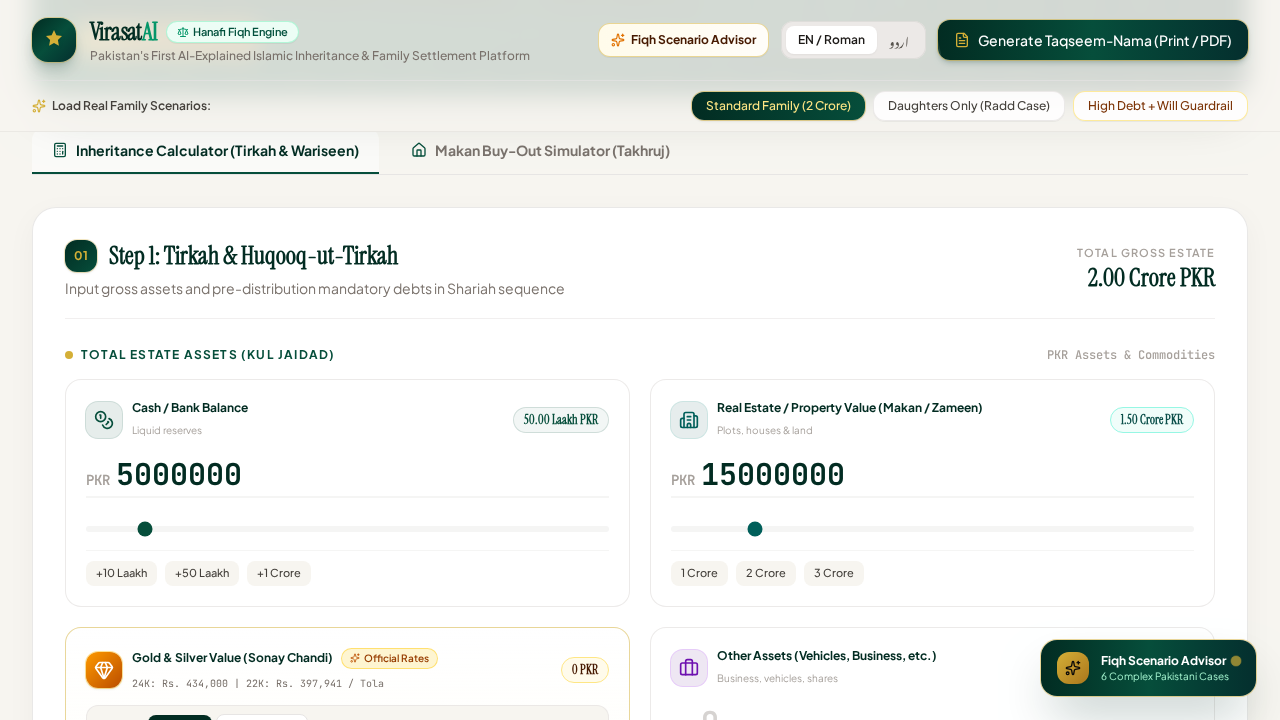 VirasatAI
Hanafi Fiqh Engine
Pakistan's First AI-Explained Islamic Inheritance & Family Settlement Platform
Fiqh Scenario Advisor
EN / Roman
اردو
Generate Taqseem-Nama (Print / PDF)
Load Real Family Scenarios:
Standard Family (2 Crore)
Daughters Only (Radd Case)
High Debt + Will Guardrail
Inheritance Calculator (Tirkah & Wariseen)
Makan Buy-Out Simulator (Takhruj)
01
Step 1: Tirkah & Huqooq-ut-Tirkah
Input gross assets and pre-distribution mandatory debts in Shariah sequence
TOTAL GROSS ESTATE
2.00 Crore PKR
TOTAL ESTATE ASSETS (KUL JAIDAD)
PKR Assets & Commodities
Cash / Bank Balance
Liquid reserves
50.00 Laakh PKR
PKR 5000000
+10 Laakh
+50 Laakh
+1 Crore
Real Estate / Property Value (Makan / Zameen)
Plots, houses & land
1.50 Crore PKR
PKR 15000000
1 Crore
2 Crore
3 Crore
Gold & Silver Value (Sonay Chandi)
Official Rates
24K: Rs. 434,000 | 22K: Rs. 397,941 / Tola
0 PKR
Other Assets (Vehicles, Business, etc.)
Business, vehicles, shares
Fiqh Scenario Advisor
6 Complex Pakistani Cases